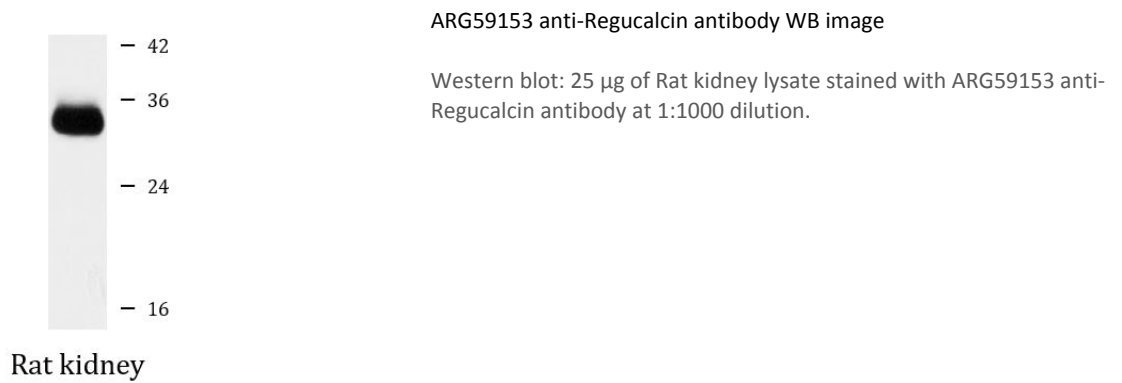 ARG59153 anti-Regucalcin antibody WB image
Western blot: 25 µg of Rat kidney lysate stained with ARG59153 anti-
Regucalcin antibody at 1:1000 dilution.
— 42
— 36
— 24
— 16
Rat kidney